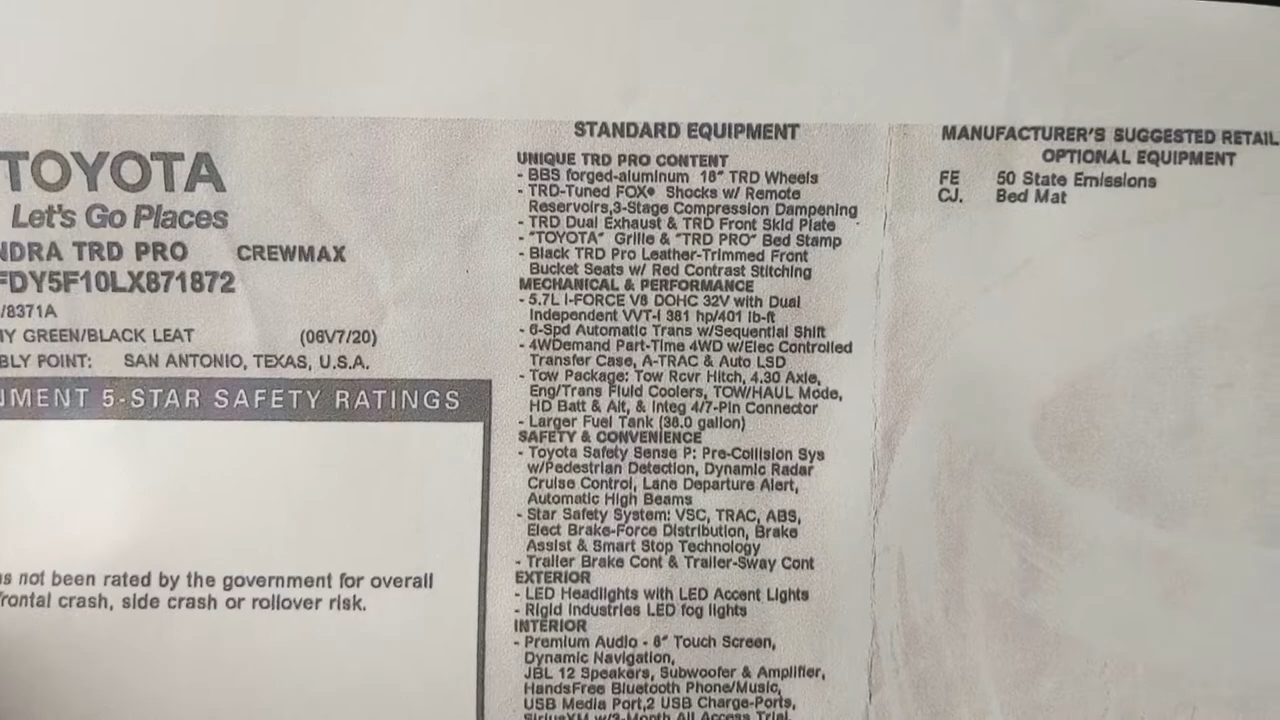 TOYOTA
Let's Go Places
NDRA TRD PRO CREWMAX
FDY5F10LX871872
/8371A
MY GREEN/BLACK LEAT (06V7/20)
BLY POINT: SAN ANTONIO, TEXAS, U.S.A.
NMENT 5-STAR SAFETY RATINGS
as not been rated by the government for overall
frontal crash, side crash or rollover risk.
STANDARD EQUIPMENT
UNIQUE TRD PRO CONTENT
- BBS forged-aluminum 18" TRD Wheels
- TRD-Tuned FOX® Shocks w/ Remote
Reservoirs,3-Stage Compression Dampening
- TRD Dual Exhaust & TRD Front Skid Plate
- "TOYOTA" Grille & "TRD PRO" Bed Stamp
- Black TRD Pro Leather-Trimmed Front
Bucket Seats w/ Red Contrast Stitching
MECHANICAL & PERFORMANCE
- 5.7L I-FORCE V8 DOHC 32V with Dual
Independent VVT-i 381 hp/401 lb-ft
- 6-Spd Automatic Trans w/Sequential Shift
- 4WDemand Part-Time 4WD w/Elec Controlled
Transfer Case, A-TRAC & Auto LSD
- Tow Package: Tow Rcvr Hitch, 4.30 Axle,
Eng/Trans Fluid Coolers, TOW/HAUL Mode,
HD Batt & Alt, & Integ 4/7-Pin Connector
- Larger Fuel Tank (38.0 gallon)
SAFETY & CONVENIENCE
- Toyota Safety Sense P: Pre-Collision Sys
w/Pedestrian Detection, Dynamic Radar
Cruise Control, Lane Departure Alert,
Automatic High Beams
- Star Safety System: VSC, TRAC, ABS,
Elect Brake-Force Distribution, Brake
Assist & Smart Stop Technology
- Trailer Brake Cont & Trailer-Sway Cont
EXTERIOR
- LED Headlights with LED Accent Lights
- Rigid Industries LED fog lights
INTERIOR
- Premium Audio - 8" Touch Screen,
Dynamic Navigation,
JBL 12 Speakers, Subwoofer & Amplifier,
HandsFree Bluetooth Phone/Music,
USB Media Port,2 USB Charge-Ports,
SiriusXM w/3-Month All Access Trial,
MANUFACTURER'S SUGGESTED RETAIL
OPTIONAL EQUIPMENT
FE 50 State Emissions
CJ. Bed Mat